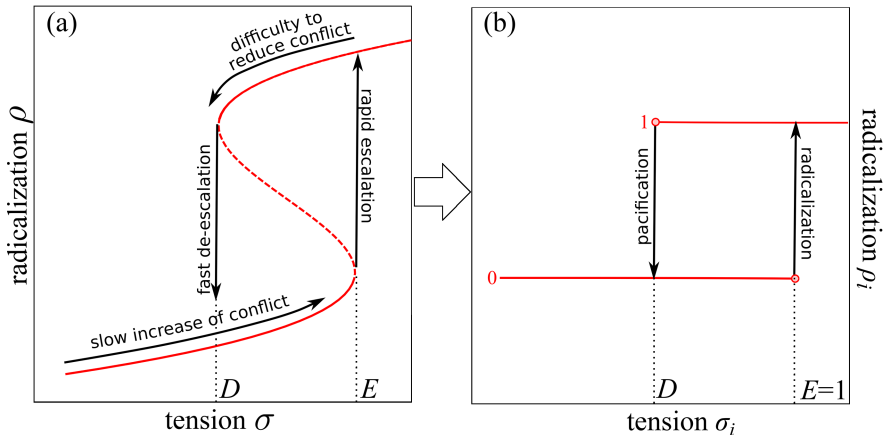 (a)
difficulty to
reduce conflict
radicalization ρ
fast de-escalation
rapid escalation
slow increase of conflict
D
E
tension σ
(b)
1
0
pacification
radicalization
radicalization ρi
D
E=1
tension σi